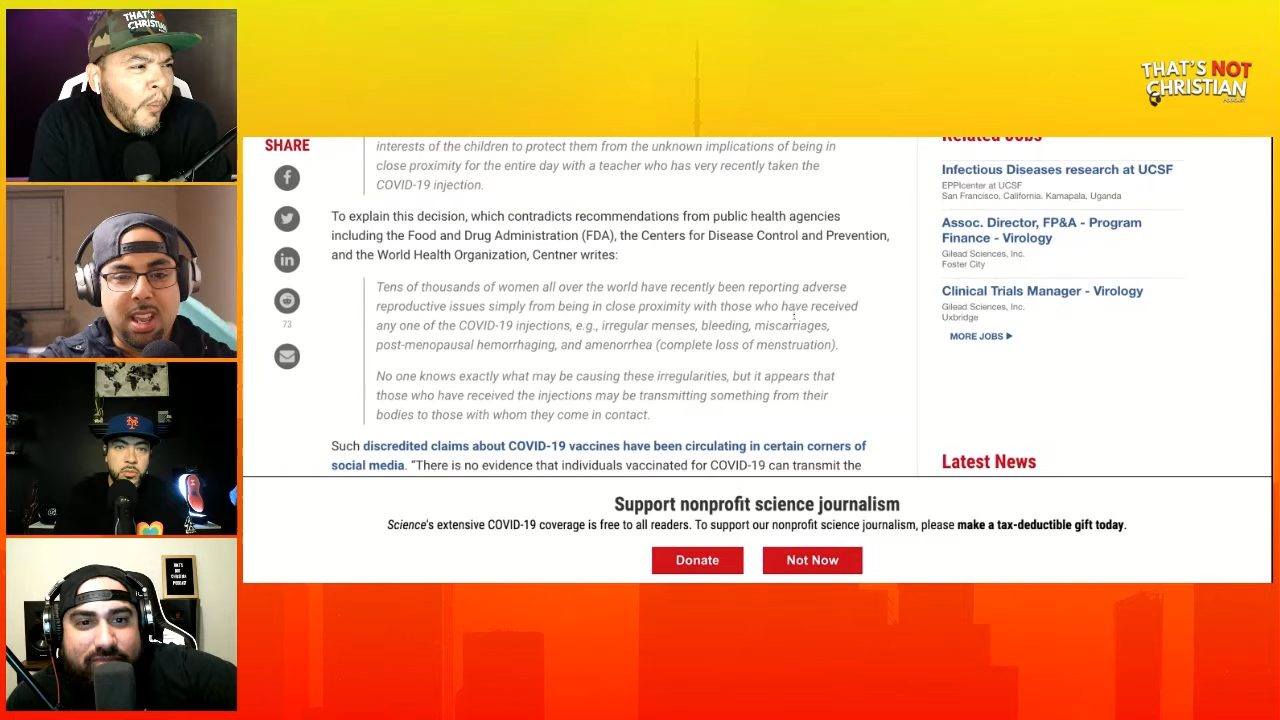 THAT'S
CHRISTIAN
THAT'S NOT
CHRISTIAN
PODCAST
SHARE
interests of the children to protect them from the unknown implications of being in
close proximity for the entire day with a teacher who has very recently taken the
COVID-19 injection.
To explain this decision, which contradicts recommendations from public health agencies
including the Food and Drug Administration (FDA), the Centers for Disease Control and Prevention,
and the World Health Organization, Centner writes:
Tens of thousands of women all over the world have recently been reporting adverse
reproductive issues simply from being in close proximity with those who have received
any one of the COVID-19 injections, e.g., irregular menses, bleeding, miscarriages,
post-menopausal hemorrhaging, and amenorrhea (complete loss of menstruation).
No one knows exactly what may be causing these irregularities, but it appears that
those who have received the injections may be transmitting something from their
bodies to those with whom they come in contact.
Such discredited claims about COVID-19 vaccines have been circulating in certain corners of
social media. “There is no evidence that individuals vaccinated for COVID-19 can transmit the
73
Related Jobs
Infectious Diseases research at UCSF
EPPIcenter at UCSF
San Francisco, California. Kamapala, Uganda
Assoc. Director, FP&A - Program
Finance - Virology
Gilead Sciences, Inc.
Foster City
Clinical Trials Manager - Virology
Gilead Sciences, Inc.
Uxbridge
MORE JOBS
Latest News
Support nonprofit science journalism
Science's extensive COVID-19 coverage is free to all readers. To support our nonprofit science journalism, please make a tax-deductible gift today.
Donate
Not Now
THAT'S
NOT
CHRISTIAN
PODCAST